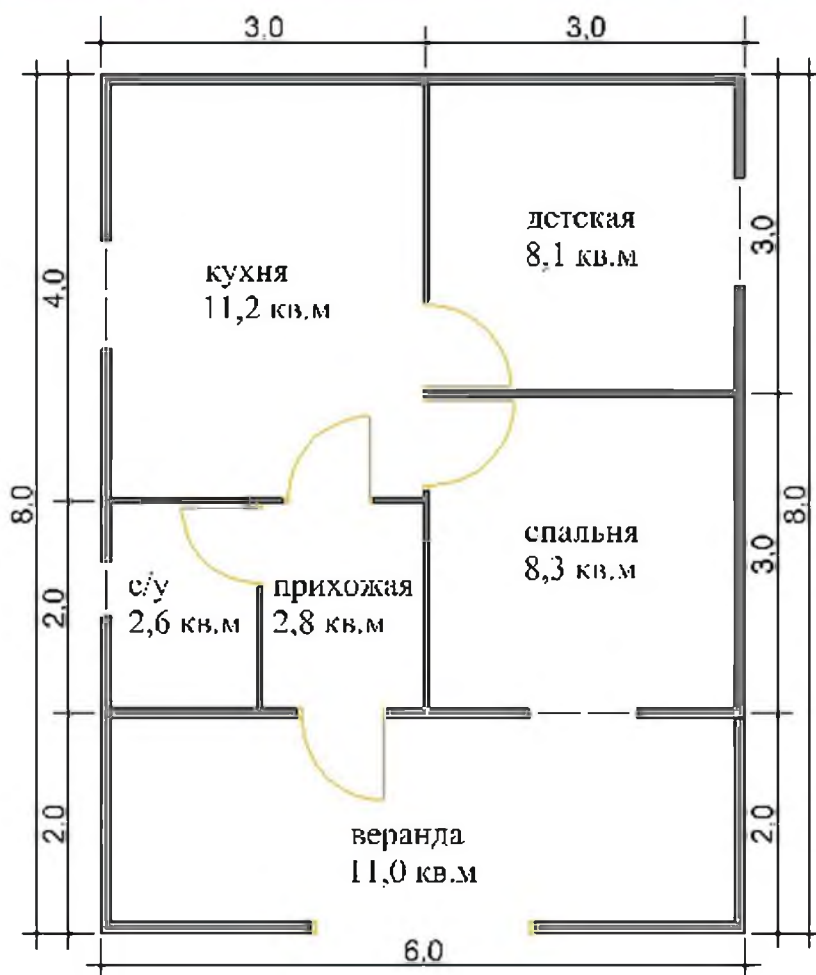 3,0
3,0
детская
8,1 кв.м
3,0
кухня
11,2 кв.м
4,0
8,0
8,0
спальня
8,3 кв.м
3,0
с/у
2,6 кв.м
прихожая
2,8 кв.м
2,0
веранда
11,0 кв.м
2,0
2,0
6,0